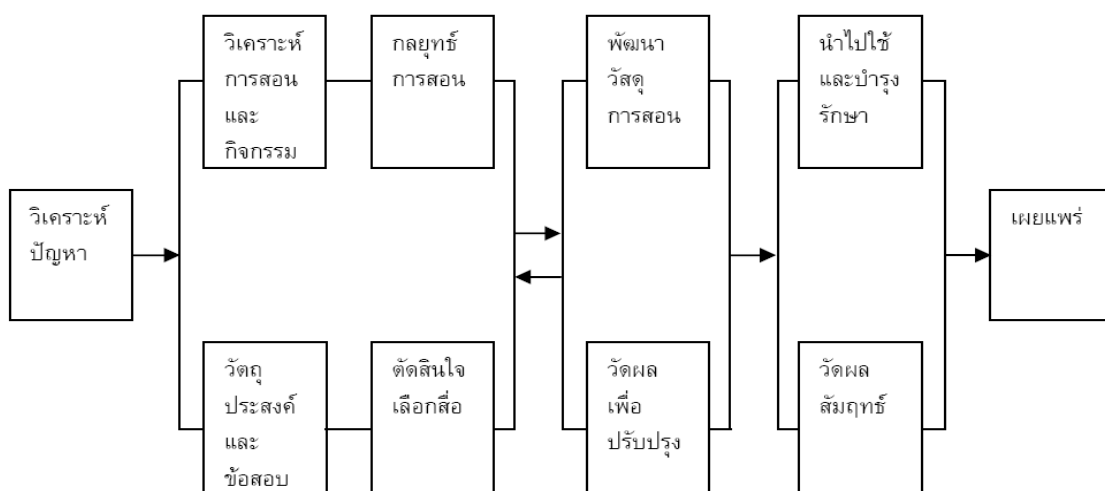 วิเคราะห์
การสอน
และ
กิจกรรม
กลยุทธ์
การสอน
พัฒนา
วัสดุ
การสอน
นำไปใช้
และบำรุง
รักษา
วิเคราะห์
ปัญหา
เผยแพร่
วัตถุ
ประสงค์
และ
ข้อสอบ
ตัดสินใจ
เลือกสื่อ
วัดผล
เพื่อ
ปรับปรุง
วัดผล
สัมฤทธ์